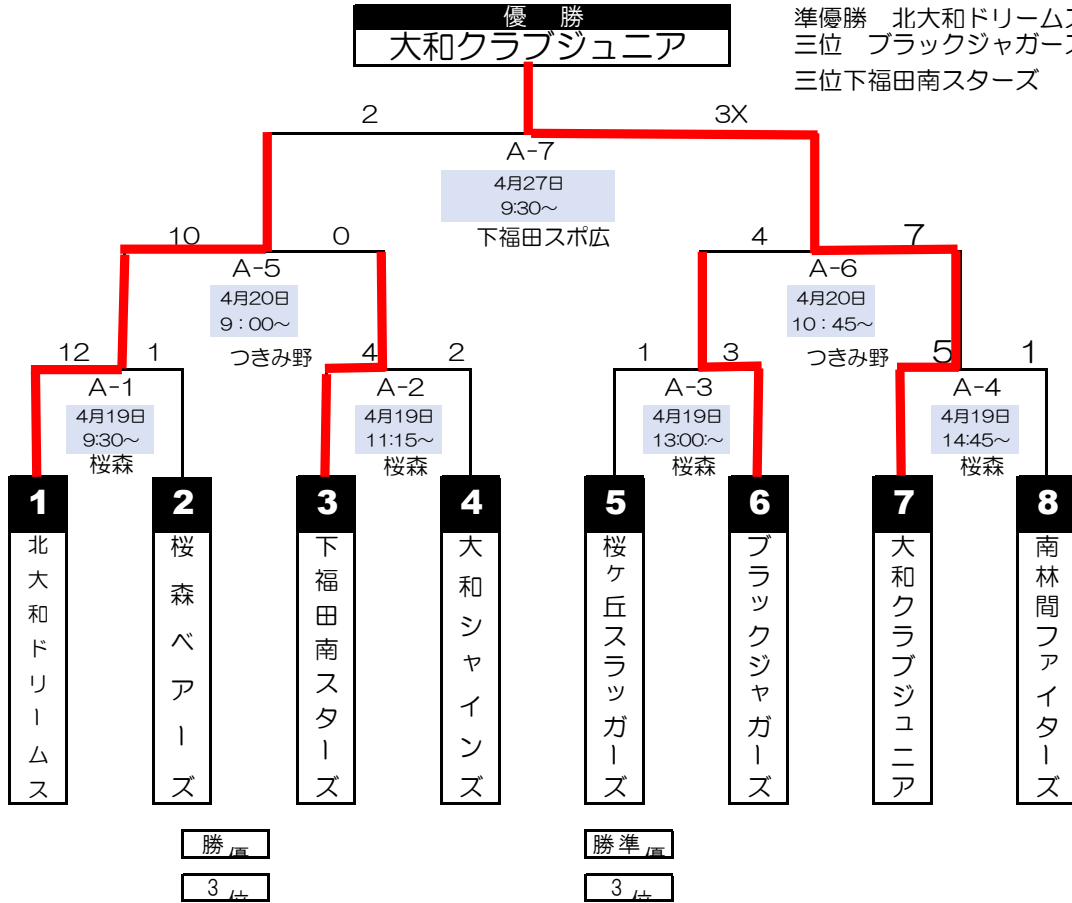 優　勝
大和クラブジュニア
準優勝　北大和ドリームス
三位　ブラックジャガーズ
三位下福田南スターズ
2
3X
A-7
4月27日
9:30～
下福田スポ広
10
0
4
7
A-5
A-6
4月20日
9：00～
4月20日
10：45～
つきみ野
つきみ野
12
1
4
2
1
3
5
1
A-1
A-2
A-3
A-4
4月19日
9:30～
4月19日
11:15～
4月19日
13:00:～
4月19日
14:45～
桜森
桜森
桜森
桜森
1
2
3
4
5
6
7
8
北大和ドリームス
桜森ベアーズ
下福田南スターズ
大和シャインズ
桜ケ丘スラッガーズ
ブラックジャガーズ
大和クラブジュニア
南林間ファイターズ
勝優
勝準優
3位
3位